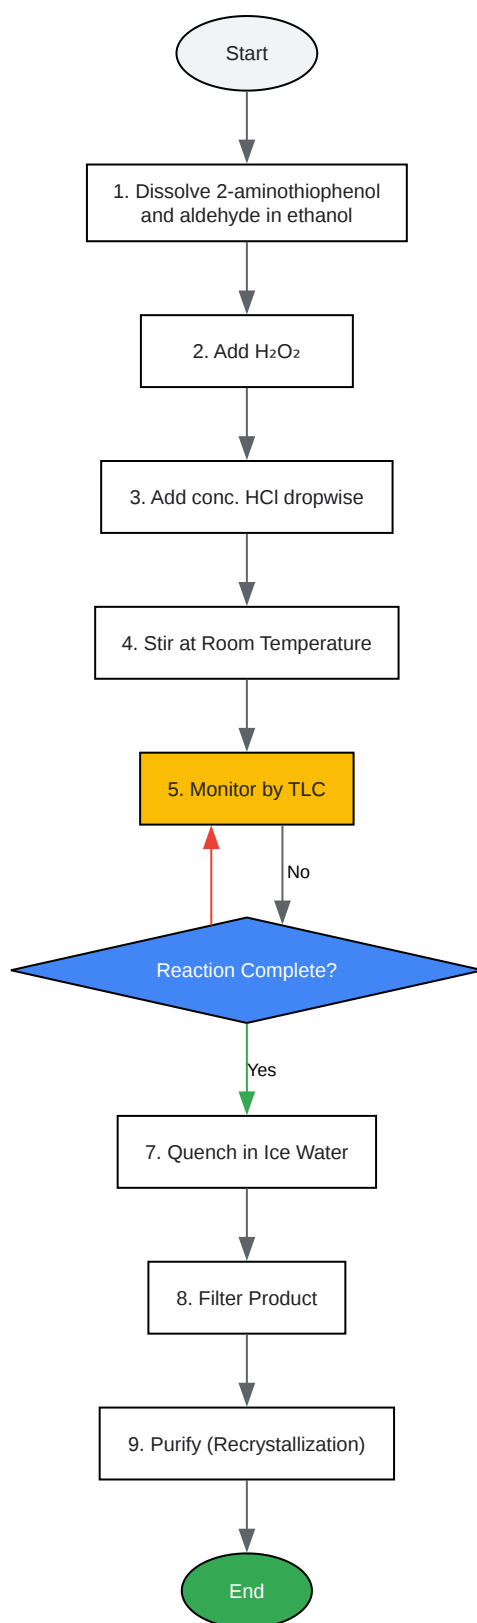 Start
1. Dissolve 2-aminothiophenol
and aldehyde in ethanol
2. Add H₂O₂
3. Add conc. HCl dropwise
4. Stir at Room Temperature
5. Monitor by TLC
No
Reaction Complete?
Yes
7. Quench in Ice Water
8. Filter Product
9. Purify (Recrystallization)
End